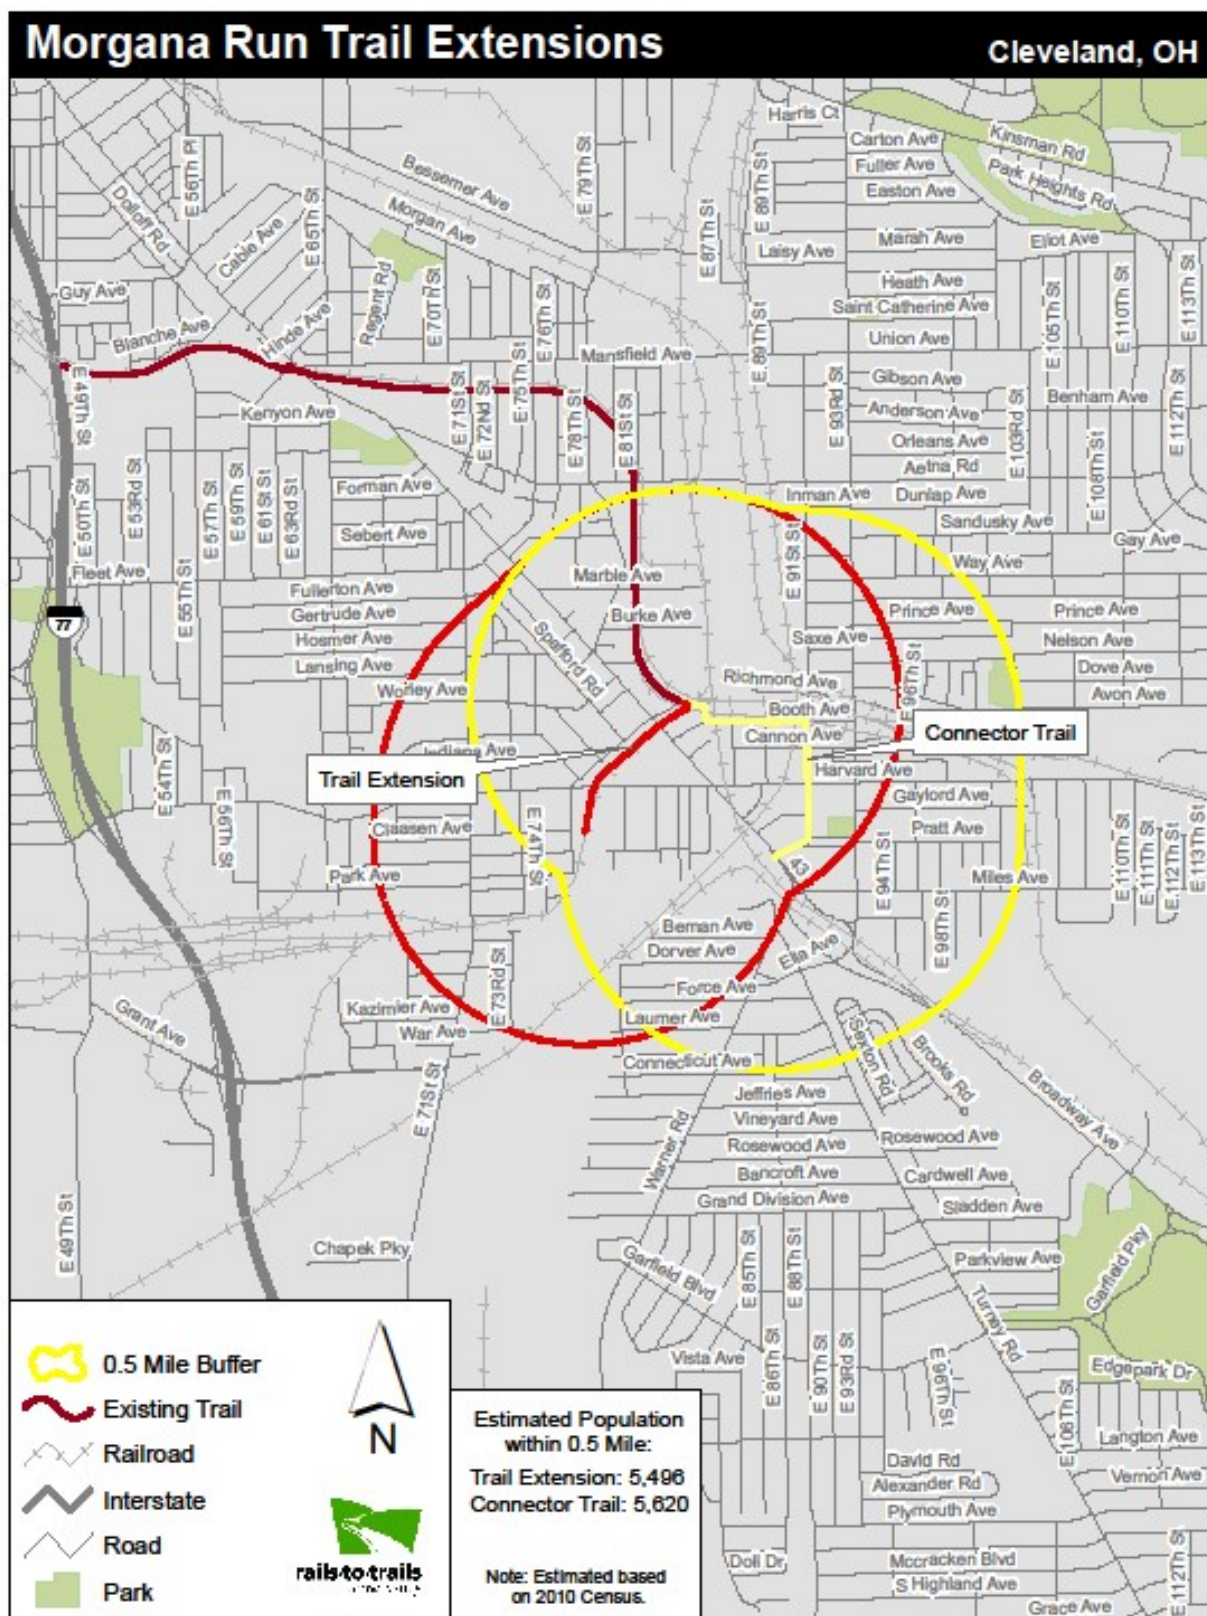 Morgana Run Trail Extensions
Cleveland, OH
Harris Ct
Kinsman Rd
Carton Ave
Park Heights Rd
Fuller Ave
Easton Ave
E 56Th Pl
Bessemer Ave
E 79Th St
E 89Th St
Dolloff Rd
Cable Ave
E 65Th St
Morgan Ave
E 87Th St
Laisy Ave
Marah Ave
Eliot Ave
Heath Ave
Guy Ave
Regent Rd
E 70Th St
E 76Th St
Saint Catherine Ave
E 105Th St
E 110Th St
E 113Th St
Blanche Ave
Hinde Ave
Mansfield Ave
E 89Th St
Union Ave
E 49Th St
E 71St St
E 72Nd St
E 75Th St
E 78Th St
E 81St St
E 93Rd St
Gibson Ave
Benham Ave
Kenyon Ave
Anderson Ave
E 103Rd St
E 112Th St
Orleans Ave
Aetna Rd
E 108Th St
E 50Th St
E 53Rd St
E 57Th St
E 59Th St
E 61St St
E 63Rd St
Forman Ave
Inman Ave
Dunlap Ave
Sebert Ave
Sandusky Ave
Gay Ave
Way Ave
Fleet Ave
E 55Th St
Fullerton Ave
Marble Ave
E 91St St
77
Gertrude Ave
Burke Ave
Prince Ave
Prince Ave
Hosmer Ave
Spafford Rd
Saxe Ave
Nelson Ave
Lansing Ave
E 96Th St
Dove Ave
Worley Ave
Richmond Ave
Avon Ave
Booth Ave
Cannon Ave
Connector Trail
E 54Th St
Indiana Ave
Trail Extension
Harvard Ave
E 56Th St
Gaylord Ave
Claasen Ave
E 74Th St
Pratt Ave
Park Ave
43
E 94Th St
Miles Ave
E 110Th St
E 111Th St
E 112Th St
E 113Th St
Beman Ave
E 98Th St
Dorver Ave
Ella Ave
E 73Rd St
Force Ave
Grant Ave
Kazimier Ave
Laumer Ave
War Ave
Sexton Rd
Brooks Rd
Connecticut Ave
E 71St St
Jeffries Ave
Broadway Ave
Vineyard Ave
Warner Rd
Rosewood Ave
Rosewood Ave
Bancroft Ave
Cardwell Ave
Grand Division Ave
Sladden Ave
E 49Th St
Chapek Pky
Garfield Blvd
E 85Th St
E 88Th St
Parkview Ave
Garfield Pky
Turney Rd
Vista Ave
E 86Th St
E 90Th St
E 93Rd St
E 96Th St
Edgepark Dr
E 106Th St
Langton Ave
David Rd
Vernon Ave
Alexander Rd
Plymouth Ave
Doll Dr
Mccracken Blvd
S Highland Ave
E 112Th St
Grace Ave
0.5 Mile Buffer
Existing Trail
Railroad
Interstate
Road
Park
N
rails-to-trails
Estimated Population
within 0.5 Mile:
Trail Extension: 5,496
Connector Trail: 5,620
Note: Estimated based
on 2010 Census.